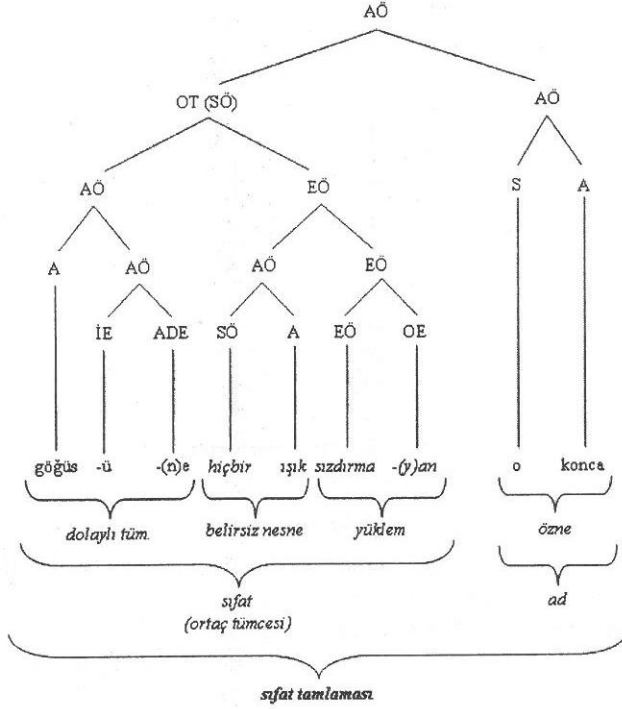 AÖ
OT (SÖ) AÖ
AÖ EÖ S A
A AÖ AÖ EÖ
İE ADE SÖ A EÖ OE
göğüs -ü -(n)e hiçbir ışık sızdırma -(y)an o konca
dolaylı tüm. belirsiz nesne yüklem özne
sıfat ad
(ortaç tümcesi)
sıfat tamlaması